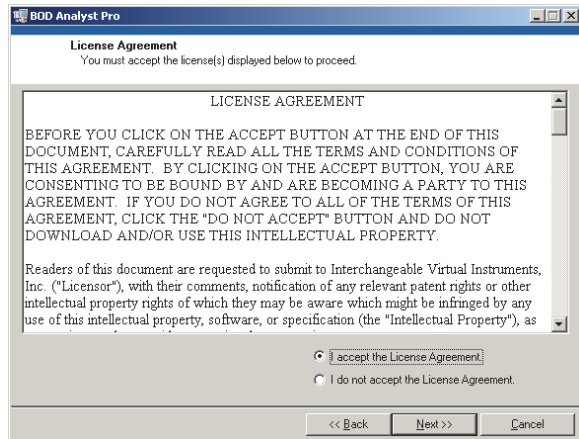 BOD Analyst Pro
License Agreement
You must accept the license(s) displayed below to proceed.
LICENSE AGREEMENT
BEFORE YOU CLICK ON THE ACCEPT BUTTON AT THE END OF THIS
DOCUMENT, CAREFULLY READ ALL THE TERMS AND CONDITIONS OF
THIS AGREEMENT. BY CLICKING ON THE ACCEPT BUTTON, YOU ARE
CONSENTING TO BE BOUND BY AND ARE BECOMING A PARTY TO THIS
AGREEMENT. IF YOU DO NOT AGREE TO ALL OF THE TERMS OF THIS
AGREEMENT, CLICK THE "DO NOT ACCEPT" BUTTON AND DO NOT
DOWNLOAD AND/OR USE THIS INTELLECTUAL PROPERTY.
Readers of this document are requested to submit to Interchangeable Virtual Instruments,
Inc. ("Licensor"), with their comments, notification of any relevant patent rights or other
intellectual property rights of which they may be aware which might be infringed by any
use of this intellectual property, software, or specification (the "Intellectual Property"), as
I accept the License Agreement.
I do not accept the License Agreement.
<< Back
Next >>
Cancel